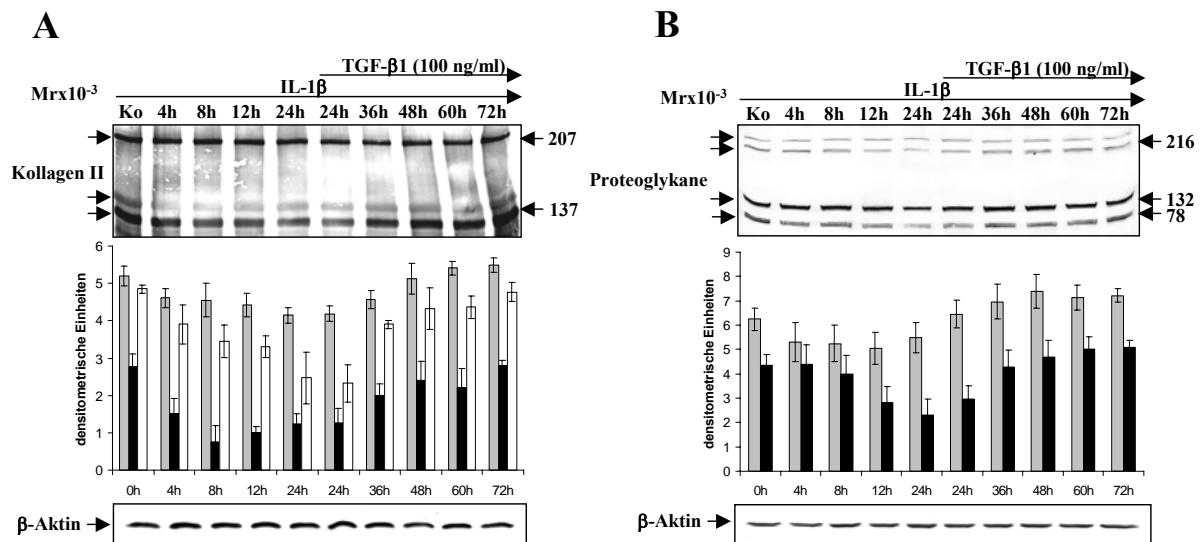 A
TGF-β1 (100 ng/ml)
IL-1β
Mrx10-3
Ko 4h 8h 12h 24h 24h 36h 48h 60h 72h
207
Kollagen II
137
densitometrische Einheiten
6
5
4
3
2
1
0
0h 4h 8h 12h 24h 24h 36h 48h 60h 72h
β-Aktin
B
TGF-β1 (100 ng/ml)
IL-1β
Mrx10-3
Ko 4h 8h 12h 24h 24h 36h 48h 60h 72h
216
Proteoglykane
132
78
densitometrische Einheiten
9
8
7
6
5
4
3
2
1
0
0h 4h 8h 12h 24h 24h 36h 48h 60h 72h
β-Aktin